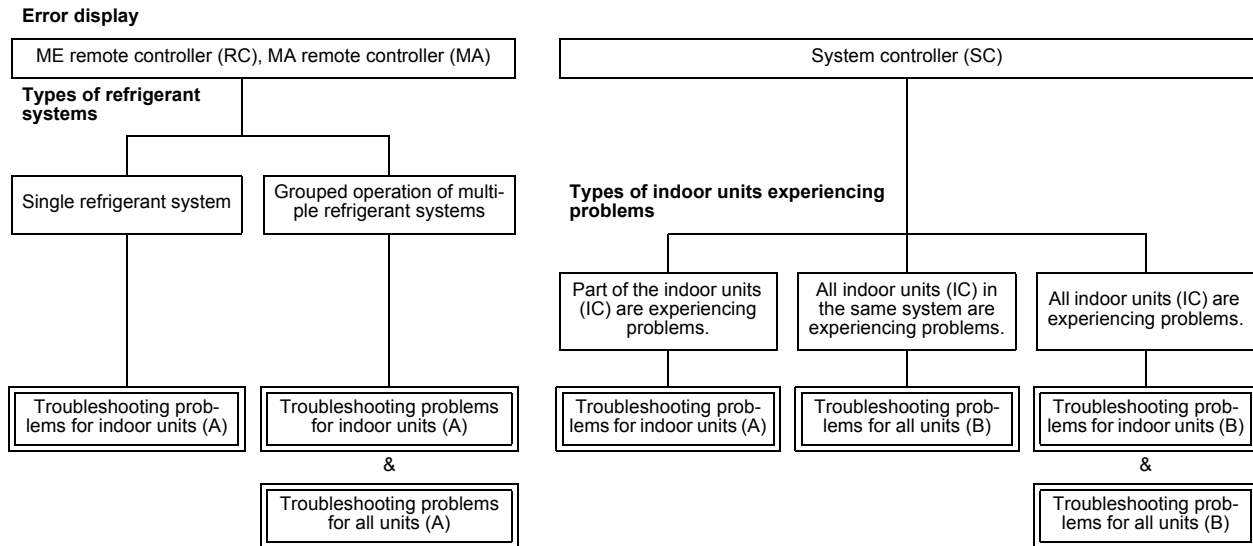 Error display
ME remote controller (RC), MA remote controller (MA)
System controller (SC)
Types of refrigerant
systems
Single refrigerant system
Grouped operation of multi-
ple refrigerant systems
Types of indoor units experiencing
problems
Part of the indoor units
(IC) are experiencing
problems.
All indoor units (IC) in
the same system are
experiencing problems.
All indoor units (IC) are
experiencing problems.
Troubleshooting prob-
lems for indoor units (A)
Troubleshooting problems
for indoor units (A)
&
Troubleshooting problems
for all units (A)
Troubleshooting prob-
lems for indoor units (A)
Troubleshooting prob-
lems for all units (B)
Troubleshooting prob-
lems for indoor units (B)
&
Troubleshooting prob-
lems for all units (B)